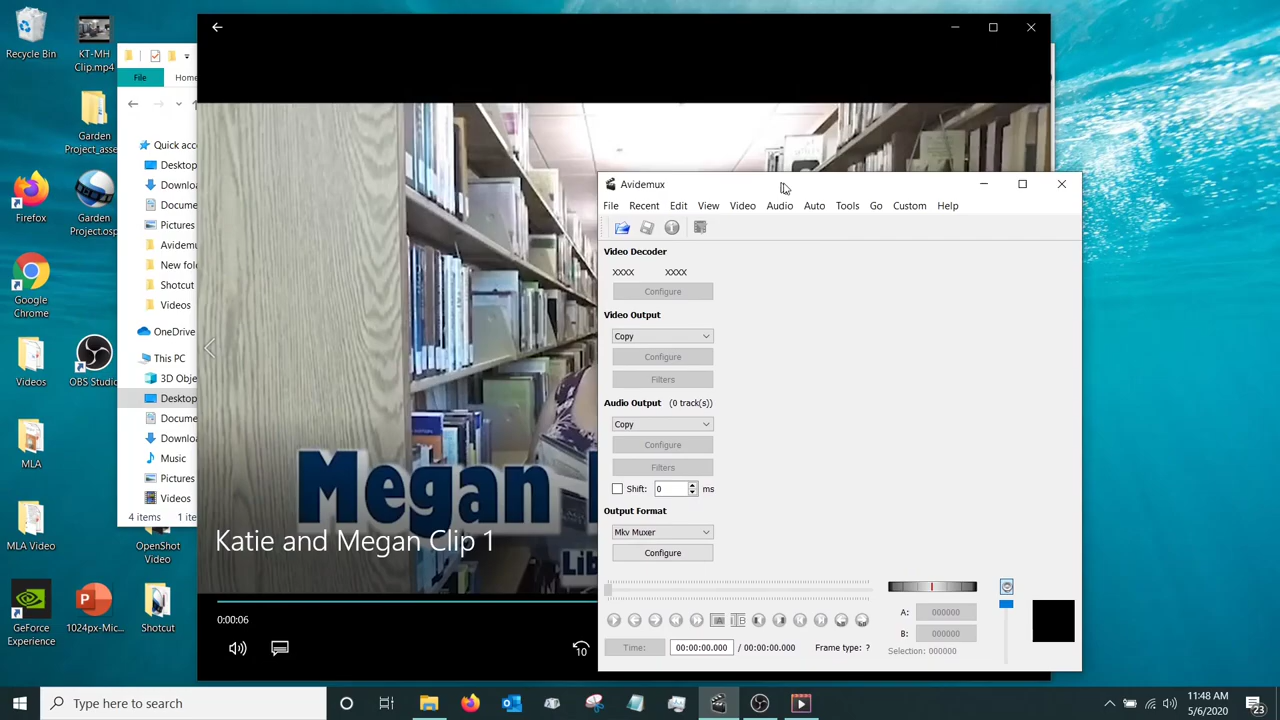 Recycle Bin
KT-MH
Clip.mp4
Garden
Project_asse
Firefox
Garden
Project.osp
Google
Chrome
Videos
OBS Studio
MLA
MLA Video
OpenShot
Video
GeForce
Experience
1024px-Mic...
Shotcut
File
Home
Quick acc
Desktop
Downlo
Docume
Pictures
Avidemu
New fol
Shotcut
Videos
OneDrive
This PC
3D Obje
Desktop
Docume
Downlo
Music
Pictures
Videos
4 items 1 ite
Megan
Lib
Katie and Megan Clip 1
0:00:06
10
Avidemux
File Recent Edit View Video Audio Auto Tools Go Custom Help
Video Decoder
XXXX XXXX
Configure
Video Output
Copy
Configure
Filters
Audio Output (0 track(s))
Copy
Configure
Filters
Shift: 0 ms
Output Format
Mkv Muxer
Configure
A: 000000
B: 000000
Selection: 000000
Time: 00:00:00.000 / 00:00:00.000 Frame type: ?
Type here to search
11:48 AM
5/6/2020
23